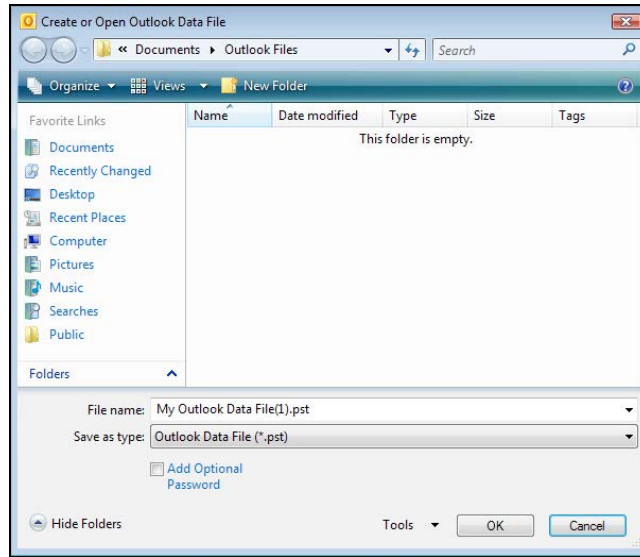 Create or Open Outlook Data File
« Documents ▸ Outlook Files Search
Organize Views New Folder
Favorite Links Name Date modified Type Size Tags
This folder is empty.
Documents
Recently Changed
Desktop
Recent Places
Computer
Pictures
Music
Searches
Public
Folders
File name: My Outlook Data File(1).pst
Save as type: Outlook Data File (*.pst)
Add Optional
Password
Hide Folders Tools OK Cancel